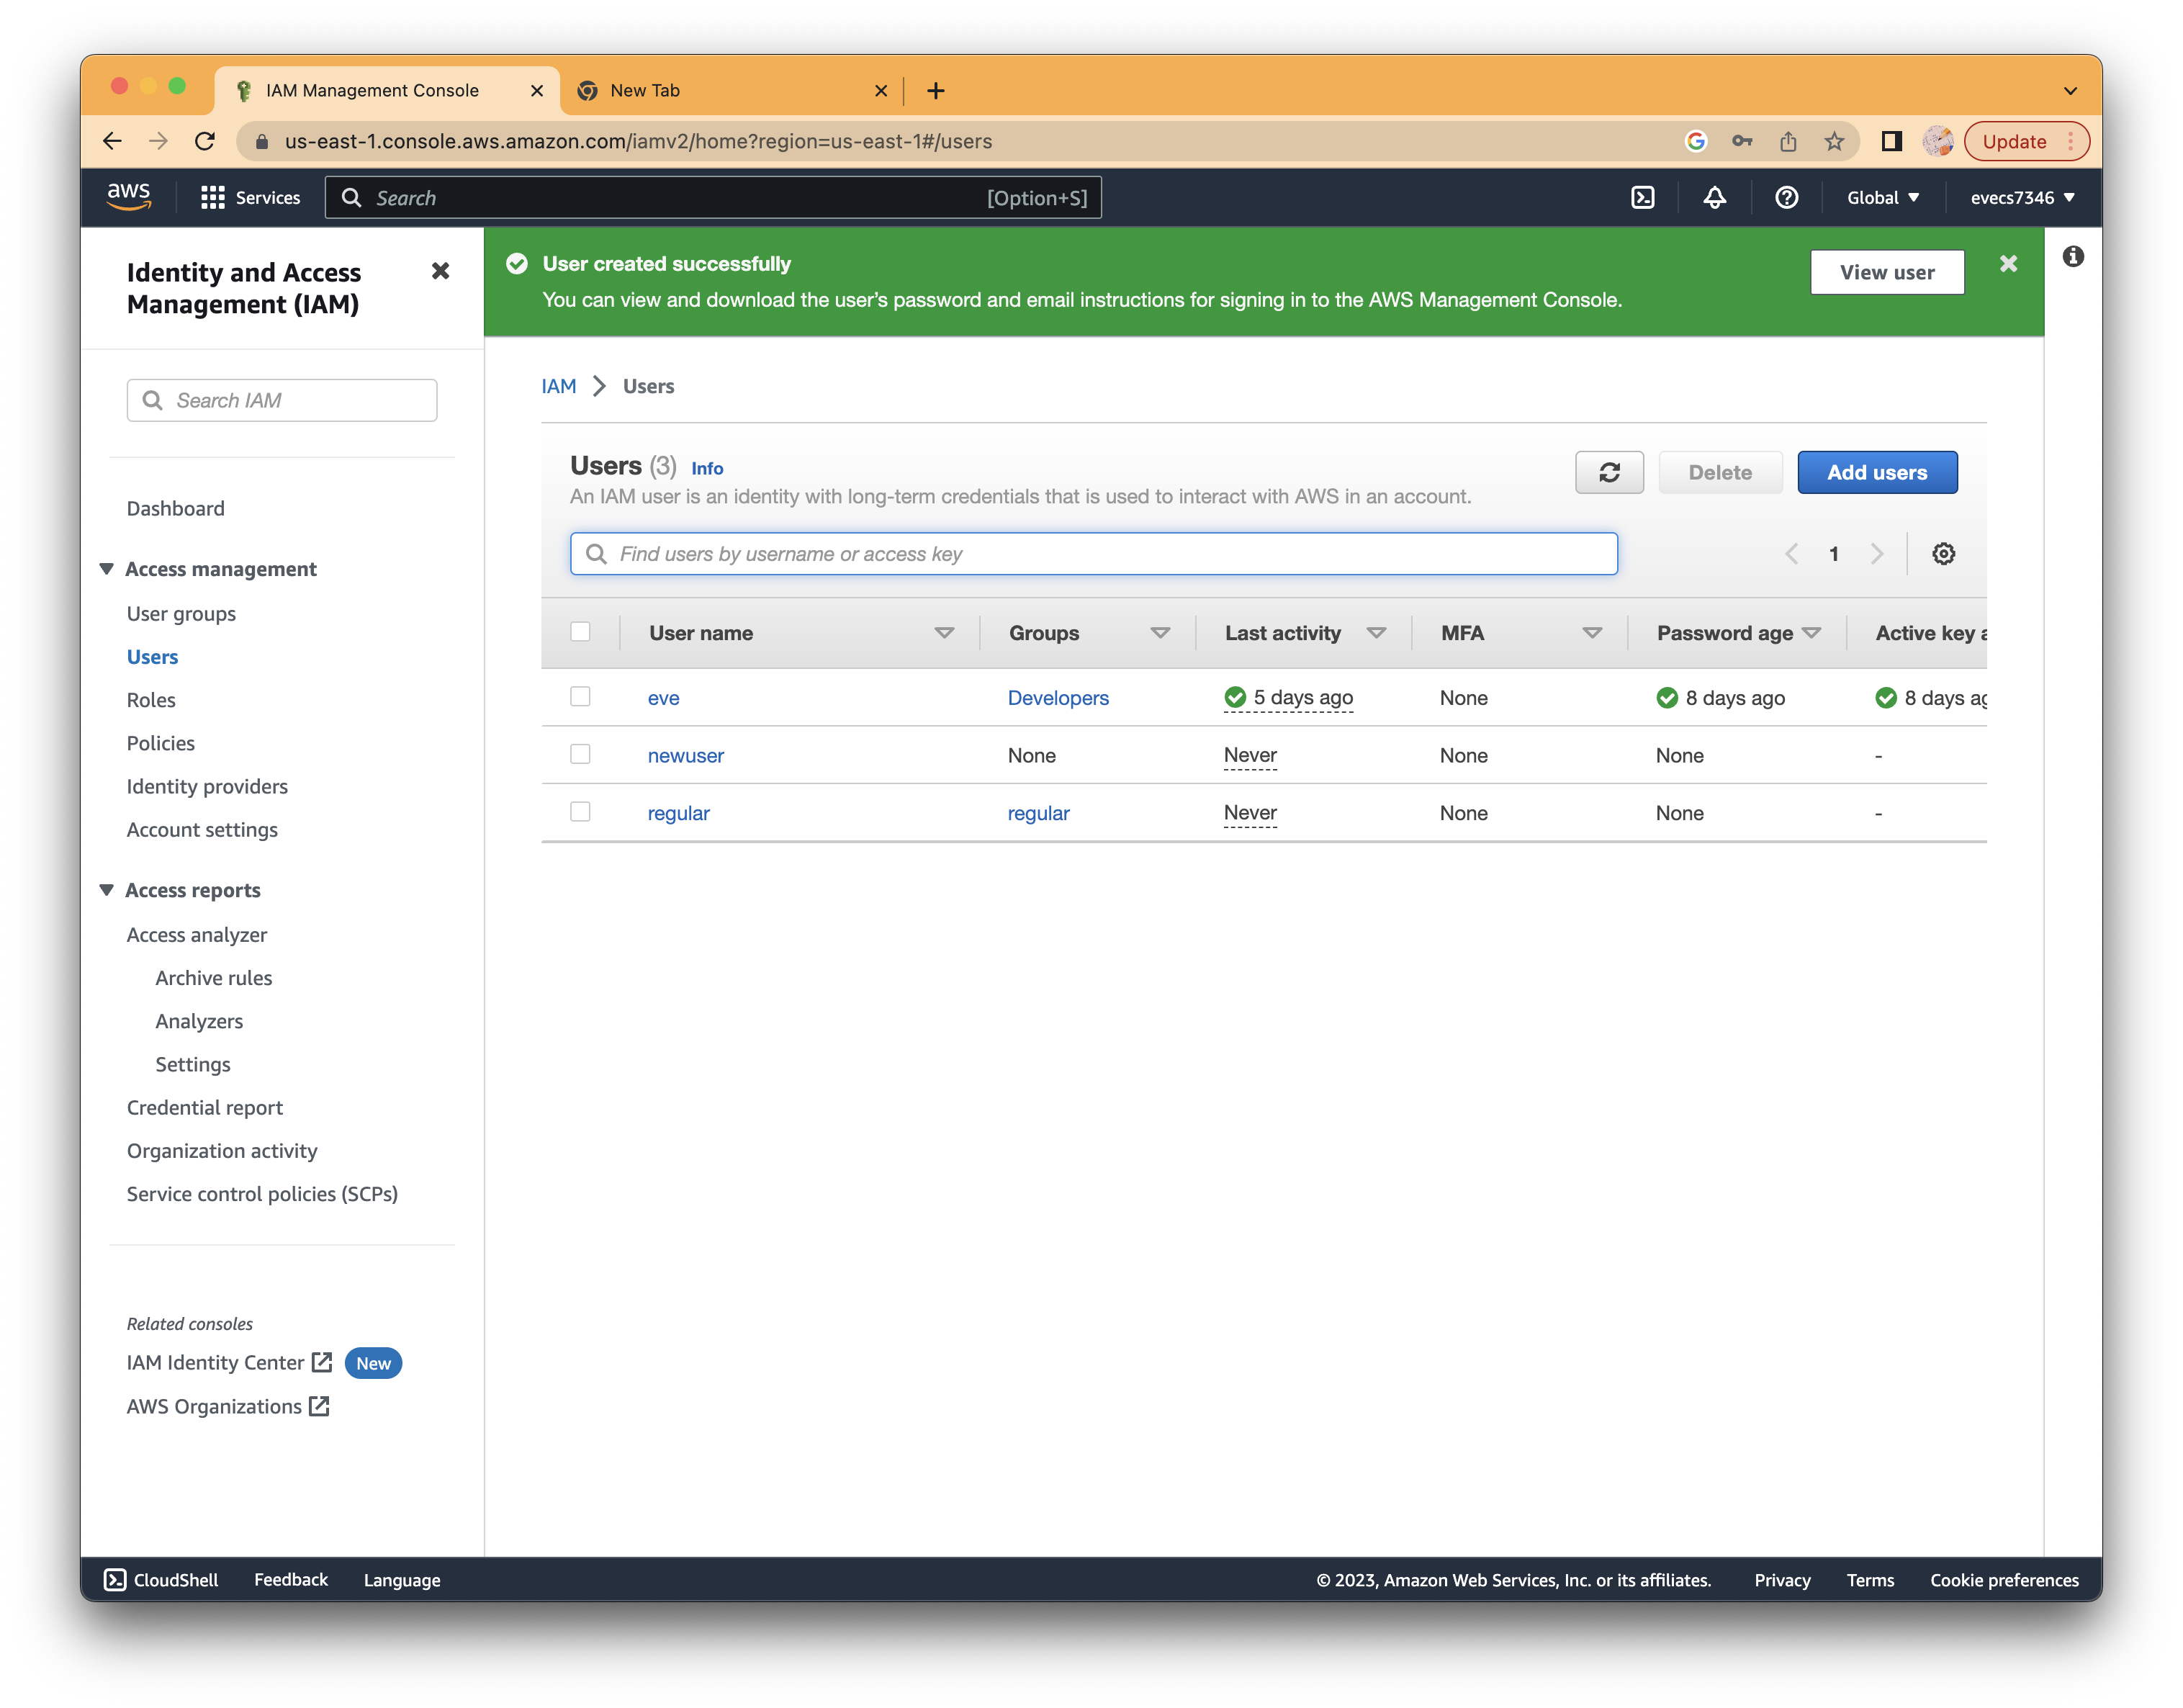 IAM Management Console
New Tab
us-east-1.console.aws.amazon.com/iamv2/home?region=us-east-1#/users
Update
aws
Services
Search
[Option+S]
Global
evecs7346
Identity and Access
Management (IAM)
Search IAM
Dashboard
Access management
User groups
Users
Roles
Policies
Identity providers
Account settings
Access reports
Access analyzer
Archive rules
Analyzers
Settings
Credential report
Organization activity
Service control policies (SCPs)
Related consoles
IAM Identity Center New
AWS Organizations
User created successfully
You can view and download the user's password and email instructions for signing in to the AWS Management Console.
View user
IAM > Users
Users (3) Info
An IAM user is an identity with long-term credentials that is used to interact with AWS in an account.
Delete
Add users
Find users by username or access key
1
User name Groups Last activity MFA Password age Active key a
eve Developers 5 days ago None 8 days ago 8 days ag
newuser None Never None None -
regular regular Never None None -
CloudShell Feedback Language © 2023, Amazon Web Services, Inc. or its affiliates. Privacy Terms Cookie preferences